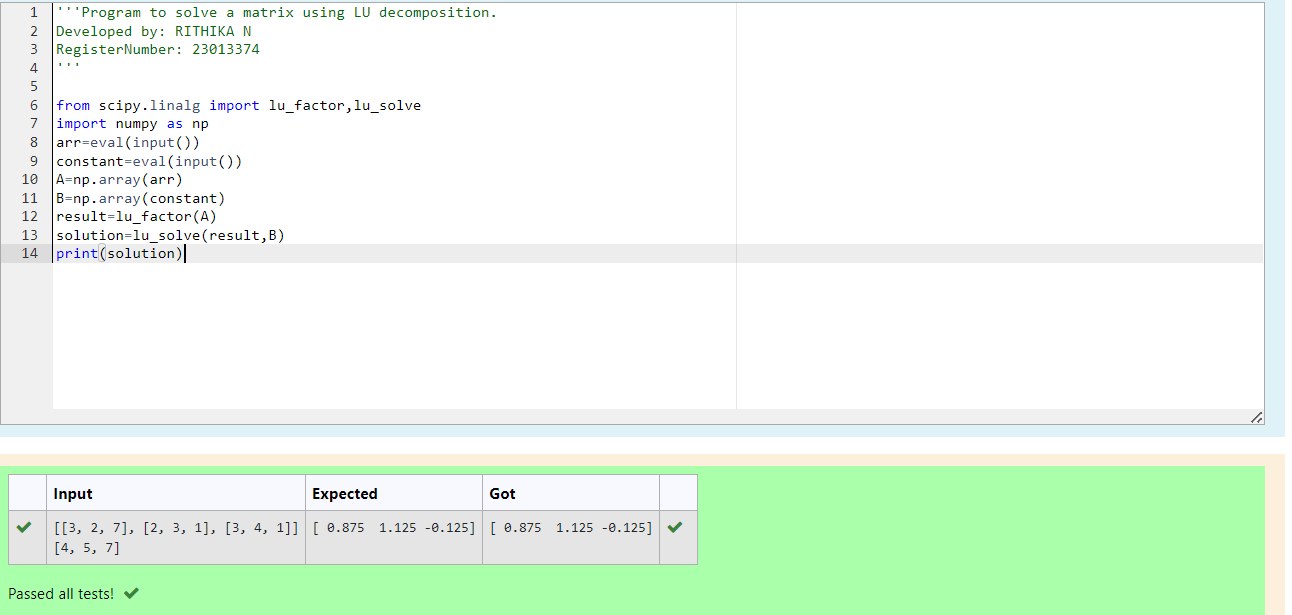 1 '''Program to solve a matrix using LU decomposition.
2 Developed by: RITHIKA N
3 RegisterNumber: 23013374
4 '''
5
6 from scipy.linalg import lu_factor,lu_solve
7 import numpy as np
8 arr=eval(input())
9 constant=eval(input())
10 A=np.array(arr)
11 B=np.array(constant)
12 result=lu_factor(A)
13 solution=lu_solve(result,B)
14 print(solution)
Input Expected Got
[[3, 2, 7], [2, 3, 1], [3, 4, 1]] [ 0.875  1.125 -0.125] [ 0.875  1.125 -0.125]
[4, 5, 7]
Passed all tests!